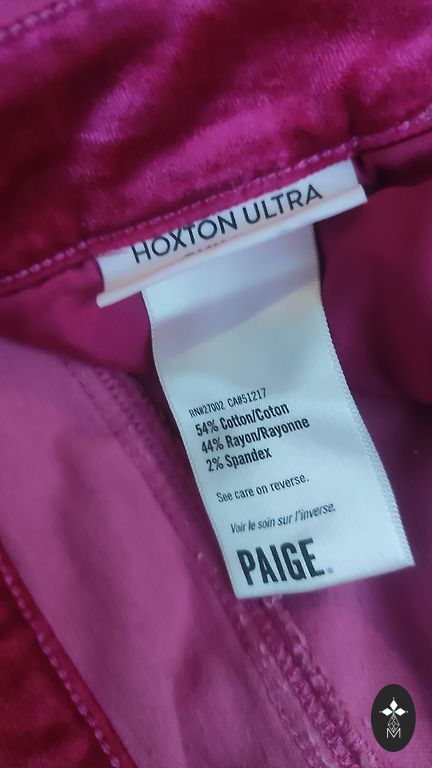 HOXTON ULTRA
RN#27002 CA#51217
54% Cotton/Coton
44% Rayon/Rayonne
2% Spandex
See care on reverse.
Voir le soin sur l'inverse.
PAIGE
M